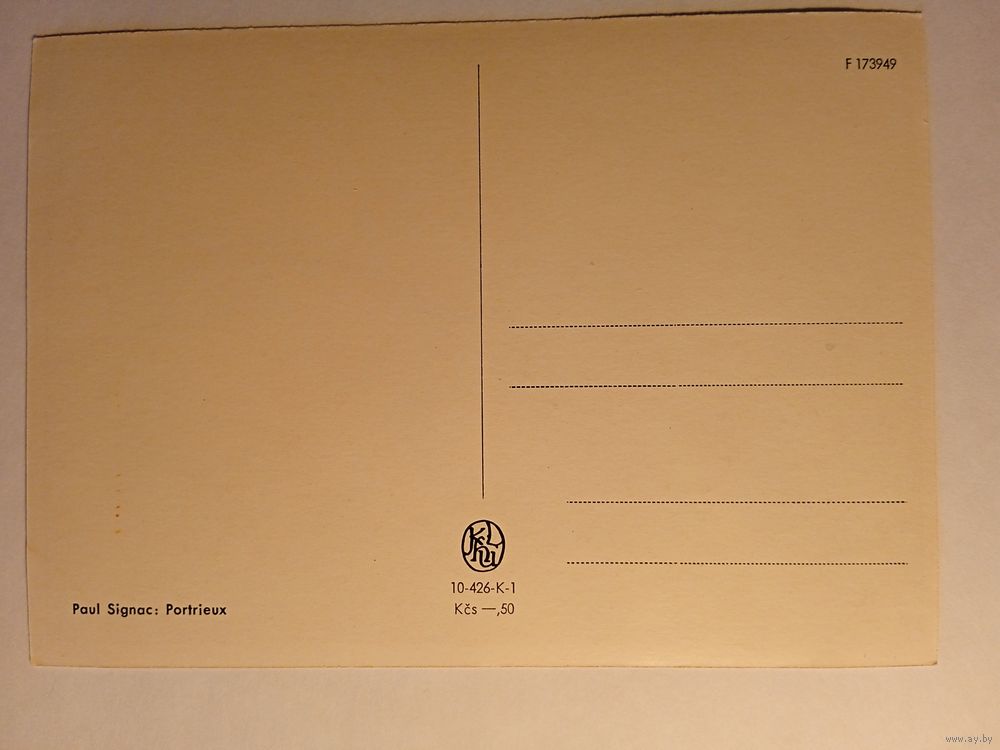 F 173949
10-426-K-1
Kčs —,50
Paul Signac: Portrieux
www.ay.by